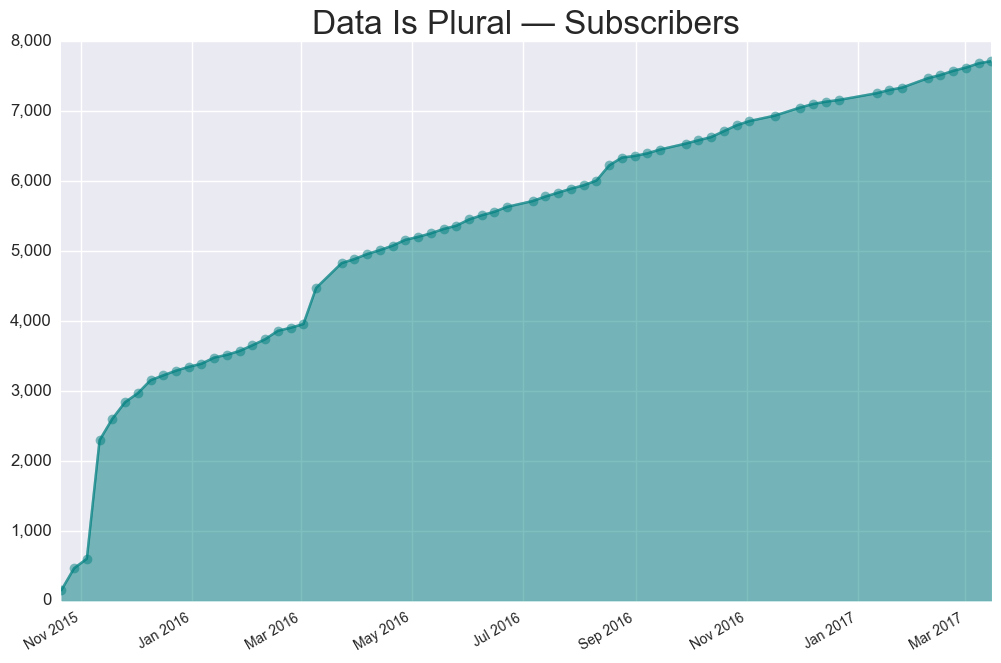 Data Is Plural — Subscribers
8,000
7,000
6,000
5,000
4,000
3,000
2,000
1,000
0
Nov 2015
Jan 2016
Mar 2016
May 2016
Jul 2016
Sep 2016
Nov 2016
Jan 2017
Mar 2017